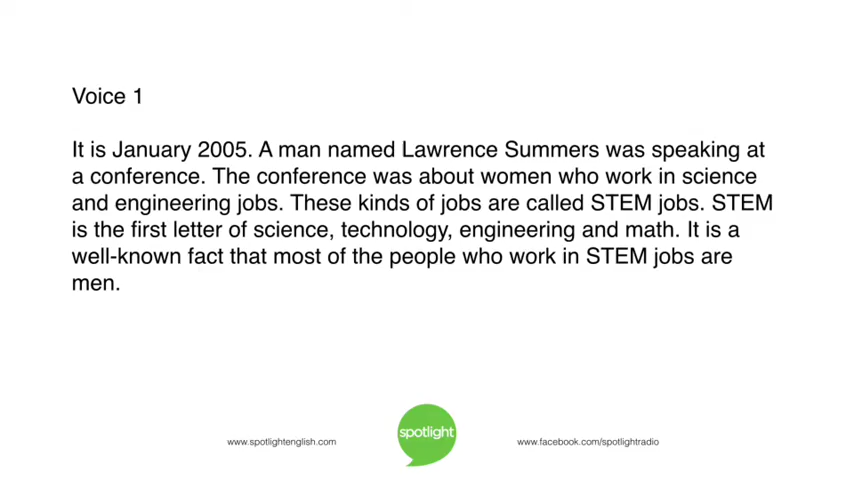 Voice 1
It is January 2005. A man named Lawrence Summers was speaking at
a conference. The conference was about women who work in science
and engineering jobs. These kinds of jobs are called STEM jobs. STEM
is the first letter of science, technology, engineering and math. It is a
well-known fact that most of the people who work in STEM jobs are
men.
www.spotlightenglish.com
spotlight
www.facebook.com/spotlightradio